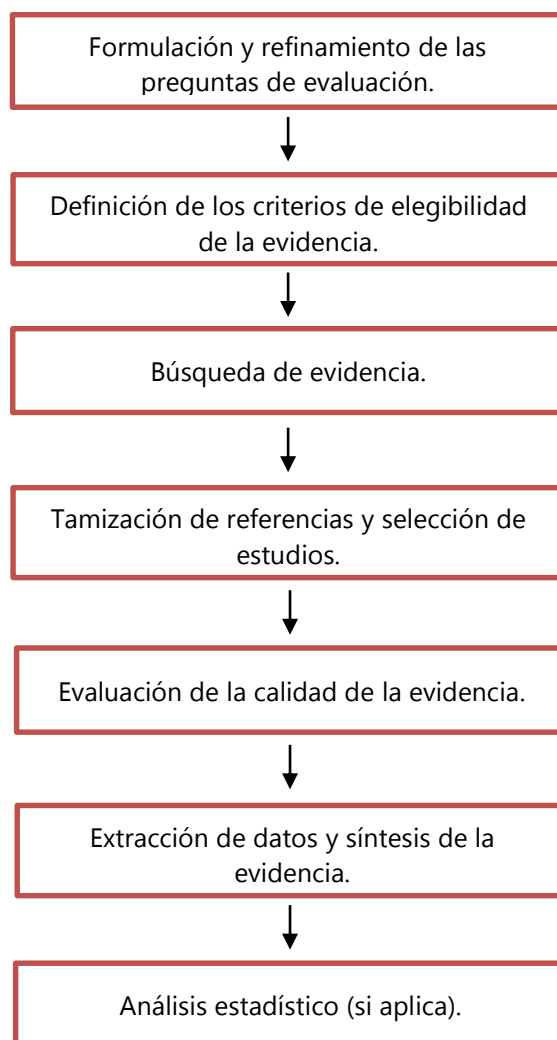 Formulación y refinamiento de las
preguntas de evaluación.
Definición de los criterios de elegibilidad
de la evidencia.
Búsqueda de evidencia.
Tamización de referencias y selección de
estudios.
Evaluación de la calidad de la evidencia.
Extracción de datos y síntesis de la
evidencia.
Análisis estadístico (si aplica).